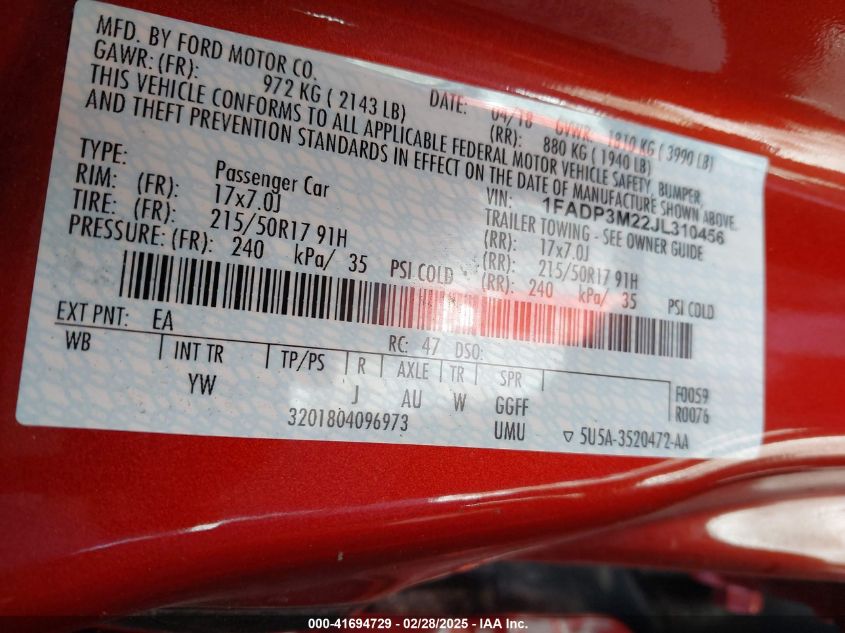 MFD. BY FORD MOTOR CO.
DATE: 04/18 GVWR: 1810 KG ( 3990 LB)
GAWR: (FR): 972 KG ( 2143 LB) (RR): 880 KG ( 1940 LB)
THIS VEHICLE CONFORMS TO ALL APPLICABLE FEDERAL MOTOR VEHICLE SAFETY, BUMPER,
AND THEFT PREVENTION STANDARDS IN EFFECT ON THE DATE OF MANUFACTURE SHOWN ABOVE.
VIN: 1FADP3M22JL310456
TYPE: Passenger Car TRAILER TOWING - SEE OWNER GUIDE
RIM: (FR): 17x7.0J (RR): 17x7.0J
TIRE: (FR): 215/50R17 91H (RR): 215/50R17 91H
PRESSURE: (FR): 240 kPa/ 35 PSI COLD (RR): 240 kPa/ 35 PSI COLD
EXT PNT: EA RC: 47 DSO:
WB INT TR TP/PS R AXLE TR SPR F0059
YW J AU W GGFF R0076
3201804096973 UMU ▽ 5U5A-3520472-AA
000-41694729 - 02/28/2025 - IAA Inc.